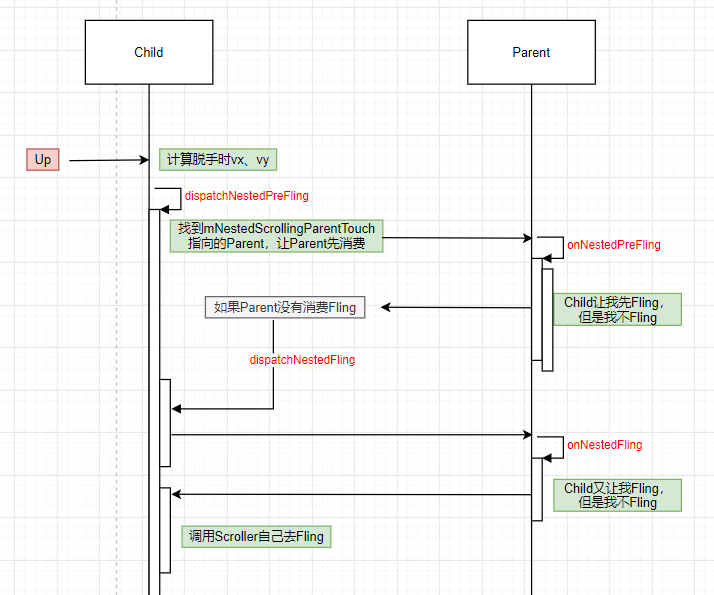 Child
Parent
Up
计算脱手时vx、vy
dispatchNestedPreFling
找到mNestedScrollingParentTouch
指向的Parent，让Parent先消费
onNestedPreFling
Child让我先Fling，
但是我不Fling
如果Parent没有消费Fling
dispatchNestedFling
onNestedFling
Child又让我Fling，
但是我不Fling
调用Scroller自己去Fling